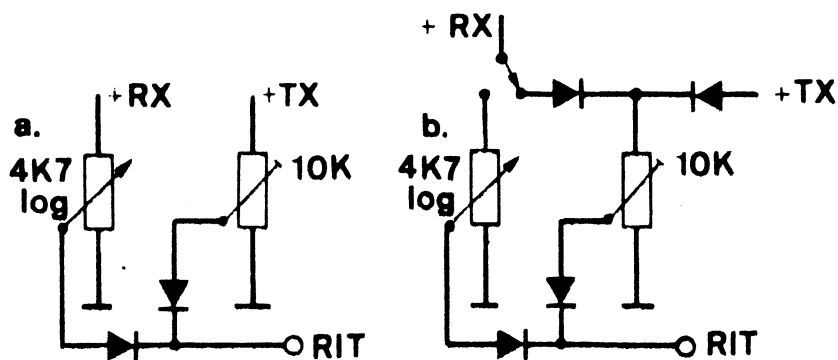 a.
+RX
+TX
4K7
log
10K
RIT
b.
+ RX
+TX
4K7
log
10K
RIT